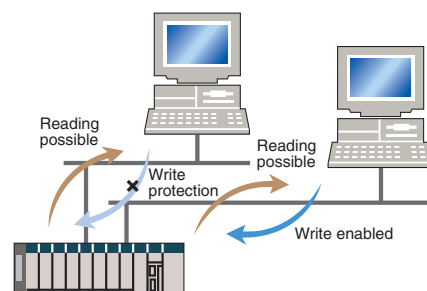 Reading
possible
Write
protection
Reading
possible
Write enabled